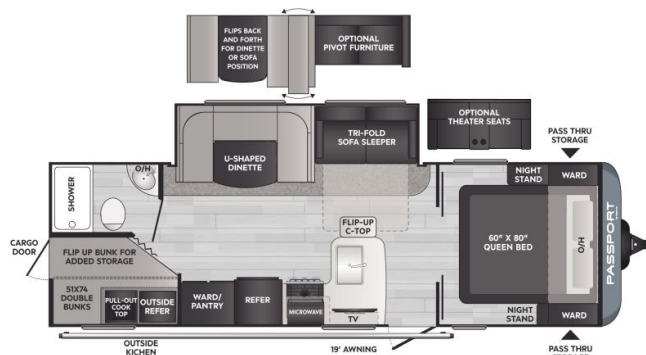 FLIPS BACK
AND FORTH
FOR DINETTE
OR SOFA
POSITION
OPTIONAL
PIVOT FURNITURE
OPTIONAL
THEATER SEATS
PASS THRU
STORAGE
U-SHAPED
DINETTE
TRI-FOLD
SOFA SLEEPER
NIGHT
STAND
WARD
SHOWER
O/H
FLIP-UP
C-TOP
60" X 80"
QUEEN BED
O/H
PASSPORT
CARGO
DOOR
FLIP UP BUNK FOR
ADDED STORAGE
51X74
DOUBLE
BUNKS
PULL-OUT
COOK
TOP
OUTSIDE
REFER
WARD/
PANTRY
REFER
MICROWAVE
TV
NIGHT
STAND
WARD
OUTSIDE
KICHEN
19' AWNING
PASS THRU
STORAGE